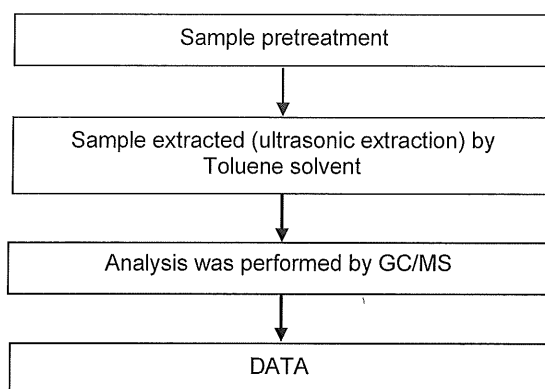 Sample pretreatment
Sample extracted (ultrasonic extraction) by
Toluene solvent
Analysis was performed by GC/MS
DATA